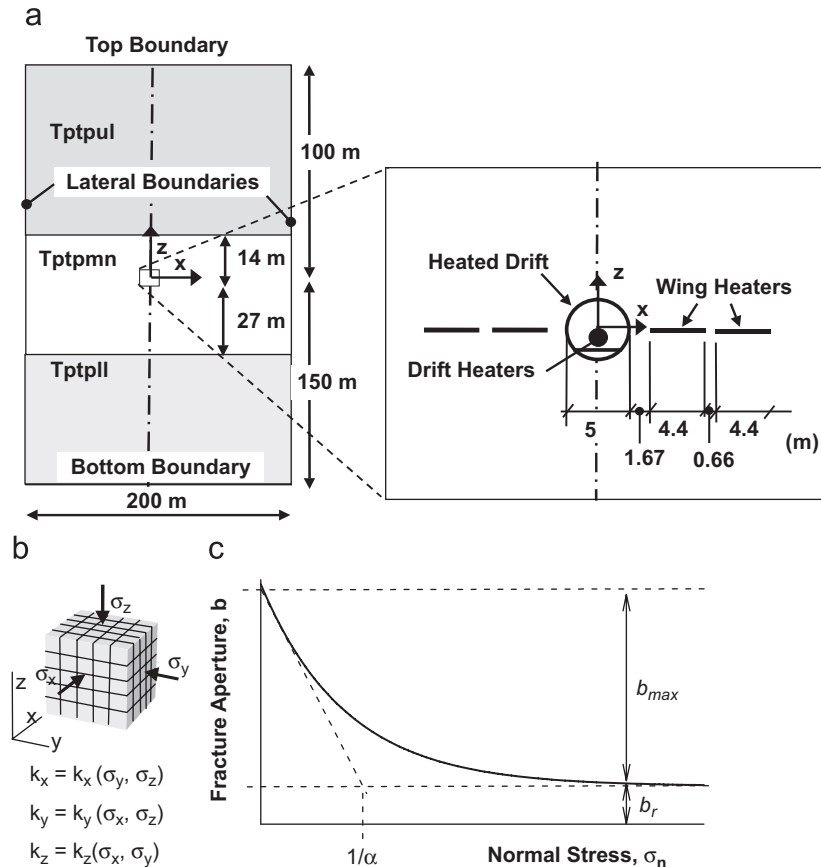 a
Top Boundary
Tptpul
100 m
Lateral Boundaries
Tptpmn
z
x
14 m
27 m
Tptpll
150 m
Bottom Boundary
200 m
Heated Drift
z
x
Wing Heaters
Drift Heaters
5
4.4
4.4
(m)
1.67
0.66
b
σz
σx
σy
z
x
y
kx = kx (σy, σz)
ky = ky (σx, σz)
kz = kz(σx, σy)
c
Fracture Aperture, b
bmax
br
1/α
Normal Stress, σn